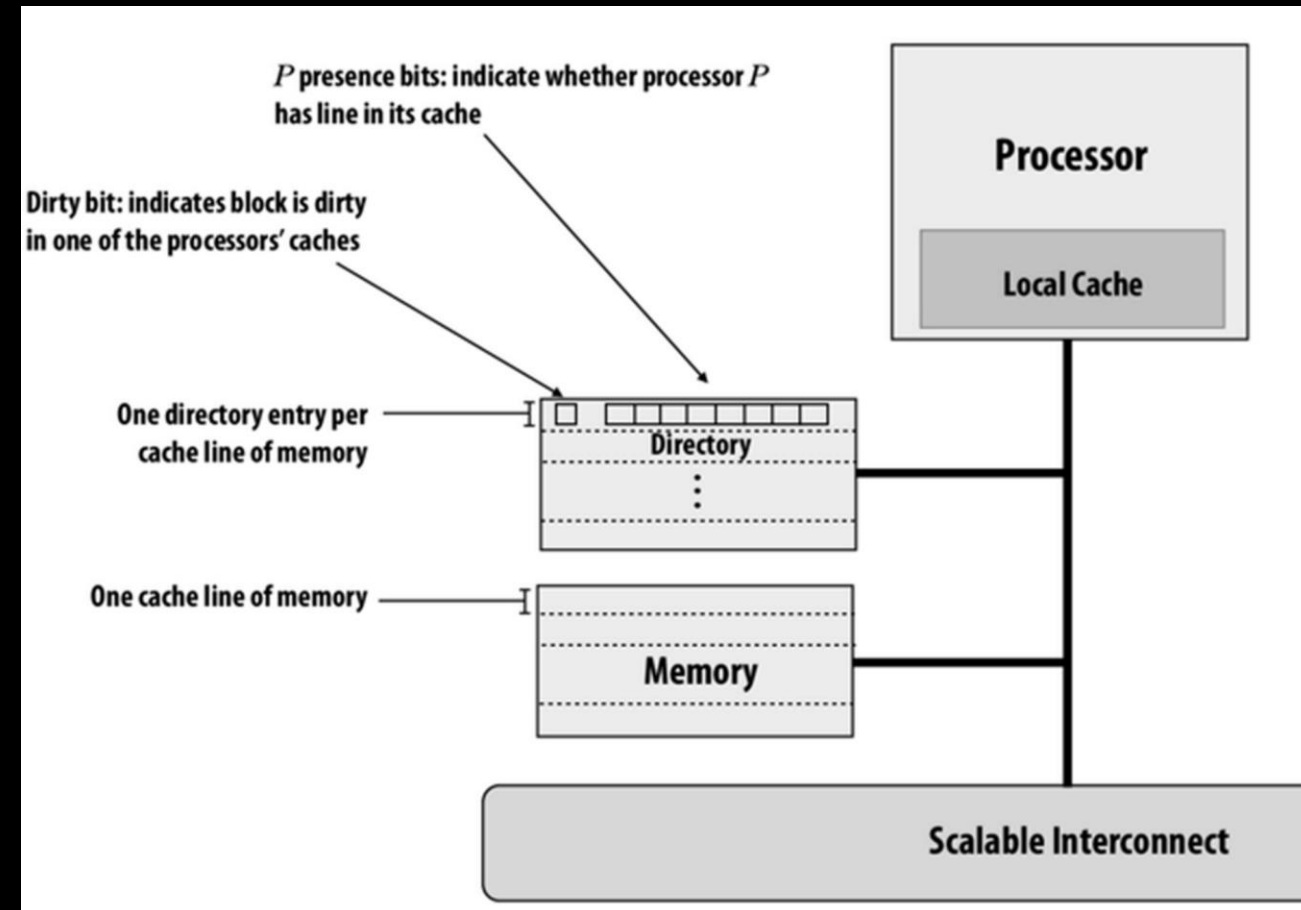 P presence bits: indicate whether processor P
has line in its cache
Processor
Dirty bit: indicates block is dirty
in one of the processors' caches
Local Cache
One directory entry per
cache line of memory
Directory
One cache line of memory
Memory
Scalable Interconnect